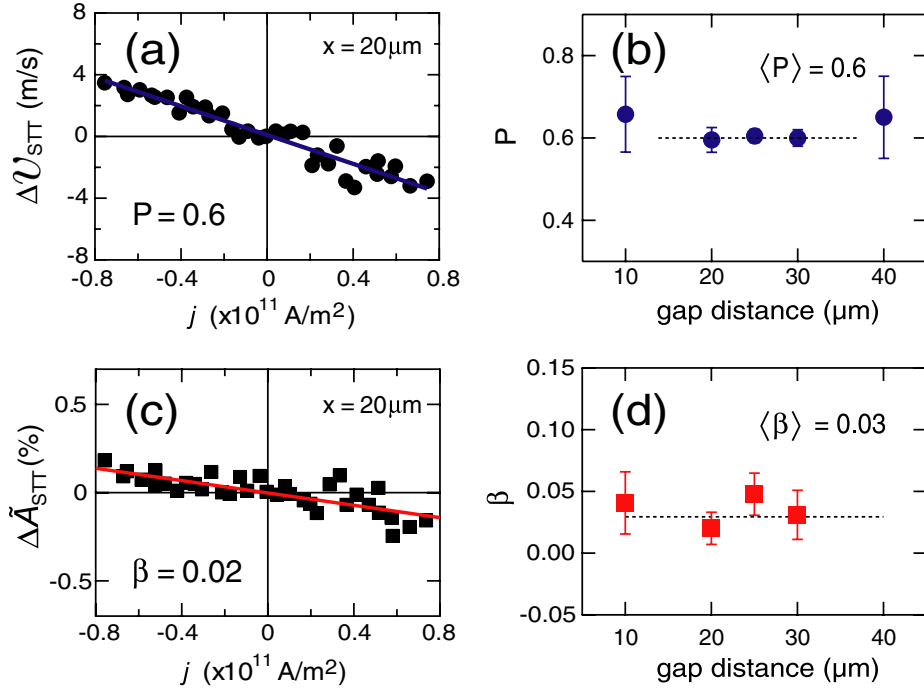 (a)
x = 20μm
8
4
0
-4
-8
Δ𝒱STT (m/s)
P = 0.6
-0.8
-0.4
0
0.4
0.8
j (x10¹¹ A/m²)
(b)
⟨P⟩ = 0.6
0.8
0.6
0.4
P
10
20
30
40
gap distance (μm)
(c)
x = 20μm
0.5
0
-0.5
ΔÃSTT(%)
β = 0.02
-0.8
-0.4
0
0.4
0.8
j (x10¹¹ A/m²)
(d)
⟨β⟩ = 0.03
0.15
0.10
0.05
0.00
-0.05
β
10
20
30
40
gap distance (μm)